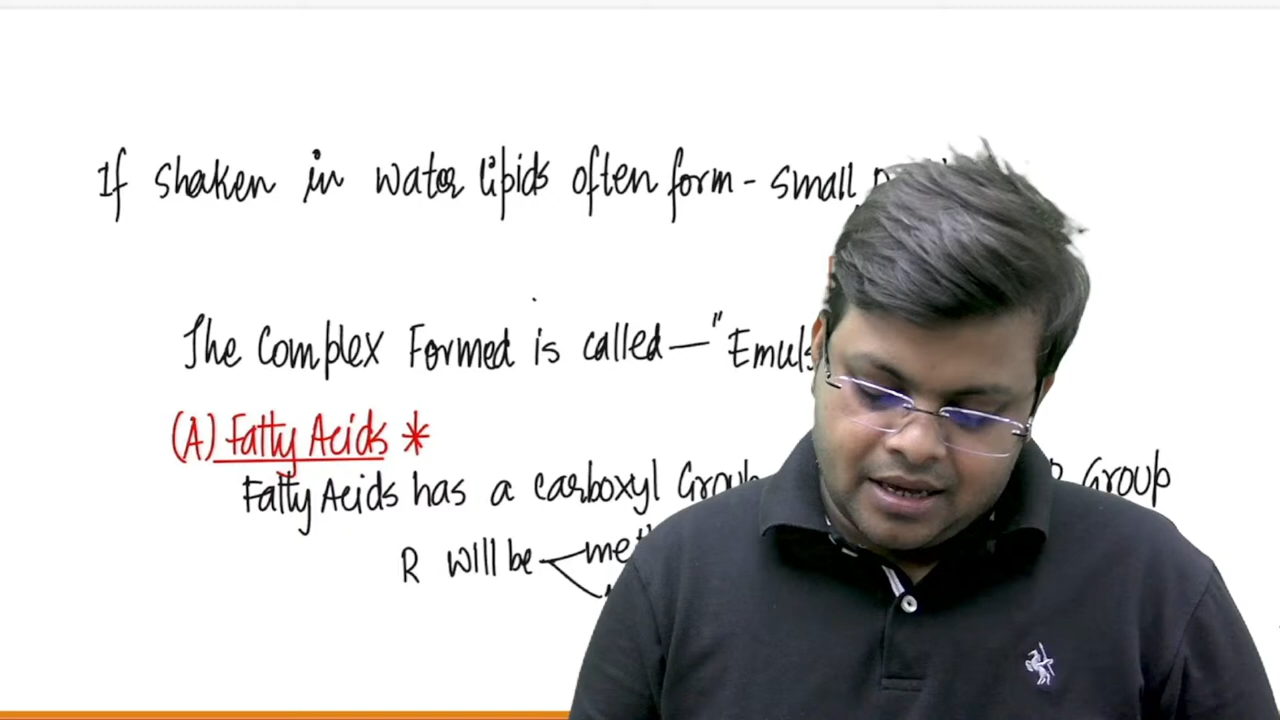 If shaken in water lipids often form - small
The Complex Formed is called — "Emuls
(A) Fatty Acids *
Fatty Acids has a carboxyl Group Group
R will be